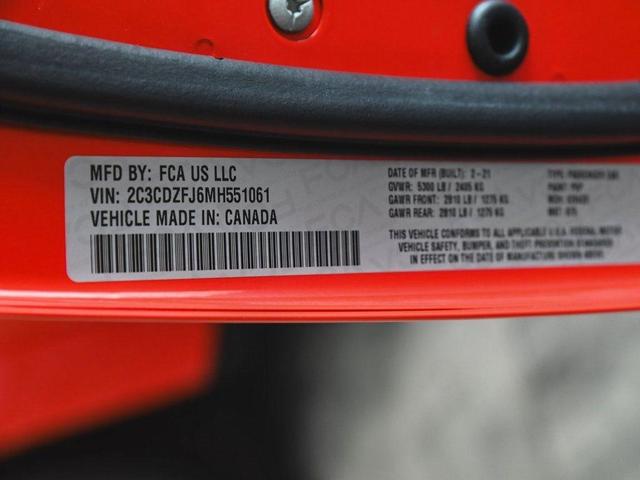 MFD BY: FCA US LLC
VIN: 2C3CDZFJ6MH551061
VEHICLE MADE IN: CANADA
DATE OF MFR (BUILT): 2-21
GVWR: 5300 LB / 2405 KG
GAWR FRONT: 2810 LB / 1275 KG
GAWR REAR: 2810 LB / 1275 KG
TYPE: PASSENGER CAR
THIS VEHICLE CONFORMS TO ALL APPLICABLE U.S.A. FEDERAL MOTOR
VEHICLE SAFETY, BUMPER, AND THEFT PREVENTION STANDARDS
IN EFFECT ON THE DATE OF MANUFACTURE SHOWN ABOVE.